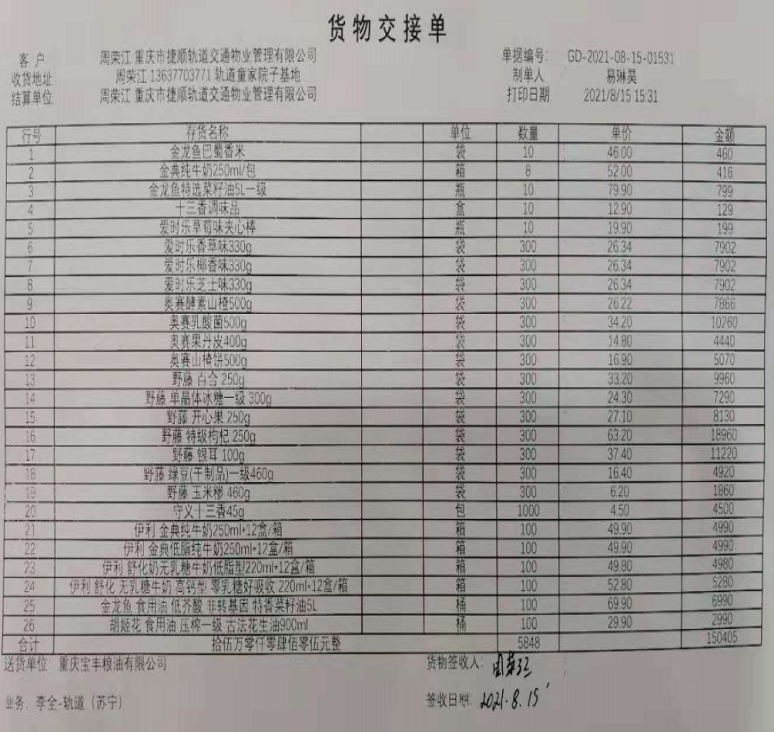 货物交接单
客 户 周荣江 重庆市捷顺轨道交通物业管理有限公司 单据编号: GD-2021-08-15-01531
收货地址 周荣江 13637703771 轨道童家院子基地 制单人 易琳昊
结算单位 周荣江 重庆市捷顺轨道交通物业管理有限公司 打印日期 2021/8/15 15:31
行号 存货名称 单位 数量 单价 金额
1 金龙鱼巴蜀香米 袋 10 46.00 460
2 金典纯牛奶250ml/包 箱 8 52.00 416
3 金龙鱼特选菜籽油5L一级 瓶 10 79.90 799
4 十三香调味品 盒 10 12.90 129
5 爱时乐草莓味夹心棒 瓶 10 19.90 199
6 爱时乐香草味330g 袋 300 26.34 7902
7 爱时乐椰香味330g 袋 300 26.34 7902
8 爱时乐芝士味330g 袋 300 26.34 7902
9 奥赛酵素山楂500g 袋 300 26.22 7866
10 奥赛乳酸菌500g 袋 300 34.20 10260
11 奥赛果丹皮400g 袋 300 14.80 4440
12 奥赛山楂饼500g 袋 300 16.90 5070
13 野藤 百合 250g 袋 300 33.20 9960
14 野藤 单晶体冰糖一级 300g 袋 300 24.30 7290
15 野藤 开心果 250g 袋 300 27.10 8130
16 野藤 特级枸杞 250g 袋 300 63.20 18960
17 野藤 银耳 100g 袋 300 37.40 11220
18 野藤 绿豆(干制品)一级460g 袋 300 16.40 4920
19 野藤 玉米糁 460g 袋 300 6.20 1860
20 守义十三香45g 包 1000 4.50 4500
21 伊利 金典纯牛奶250ml*12盒/箱 箱 100 49.90 4990
22 伊利 金典低脂纯牛奶250ml*12盒/箱 箱 100 49.90 4990
23 伊利 舒化奶无乳糖牛奶低脂型220ml*12盒/箱 箱 100 49.80 4980
24 伊利 舒化 无乳糖牛奶 高钙型 零乳糖好吸收 220ml*12盒/箱 箱 100 52.80 5280
25 金龙鱼 食用油 低芥酸 非转基因 特香菜籽油5L 桶 100 69.90 6990
26 胡姬花 食用油 压榨一级 古法花生油900ml 桶 100 29.90 2990
合计 拾伍万零仟零肆佰零伍元整 5848 150405
送货单位 重庆宝丰粮油有限公司 货物签收人: 周荣江
业务: 李全-轨道 (苏宁) 签收日期: 2021.8.15